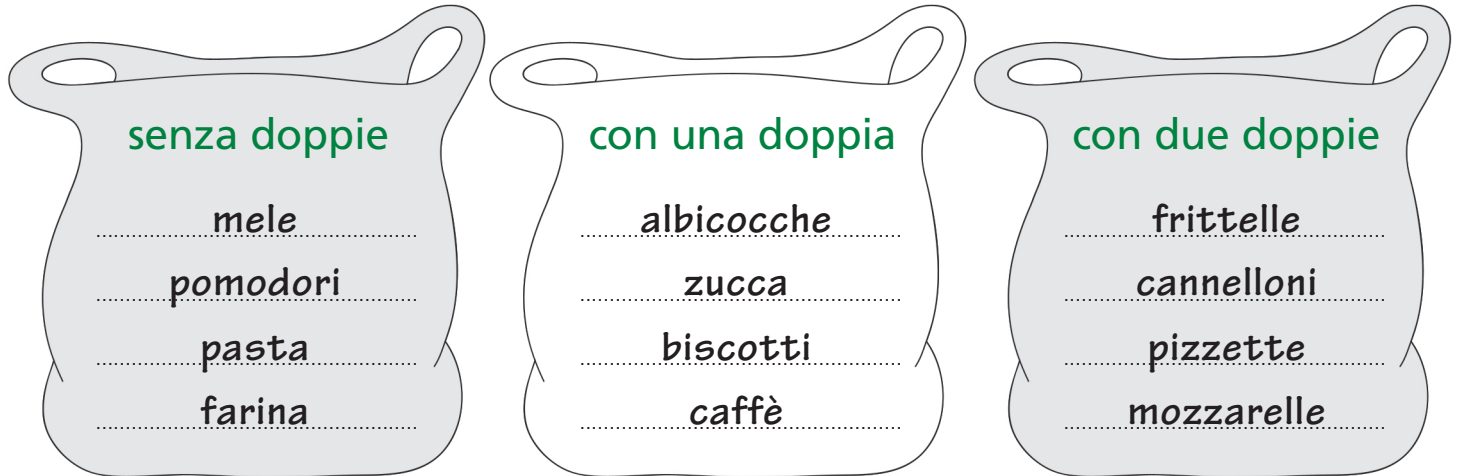 senza doppie
mele
pomodori
pasta
farina
con una doppia
albicocche
zucca
biscotti
caffè
con due doppie
frittelle
cannelloni
pizzette
mozzarelle